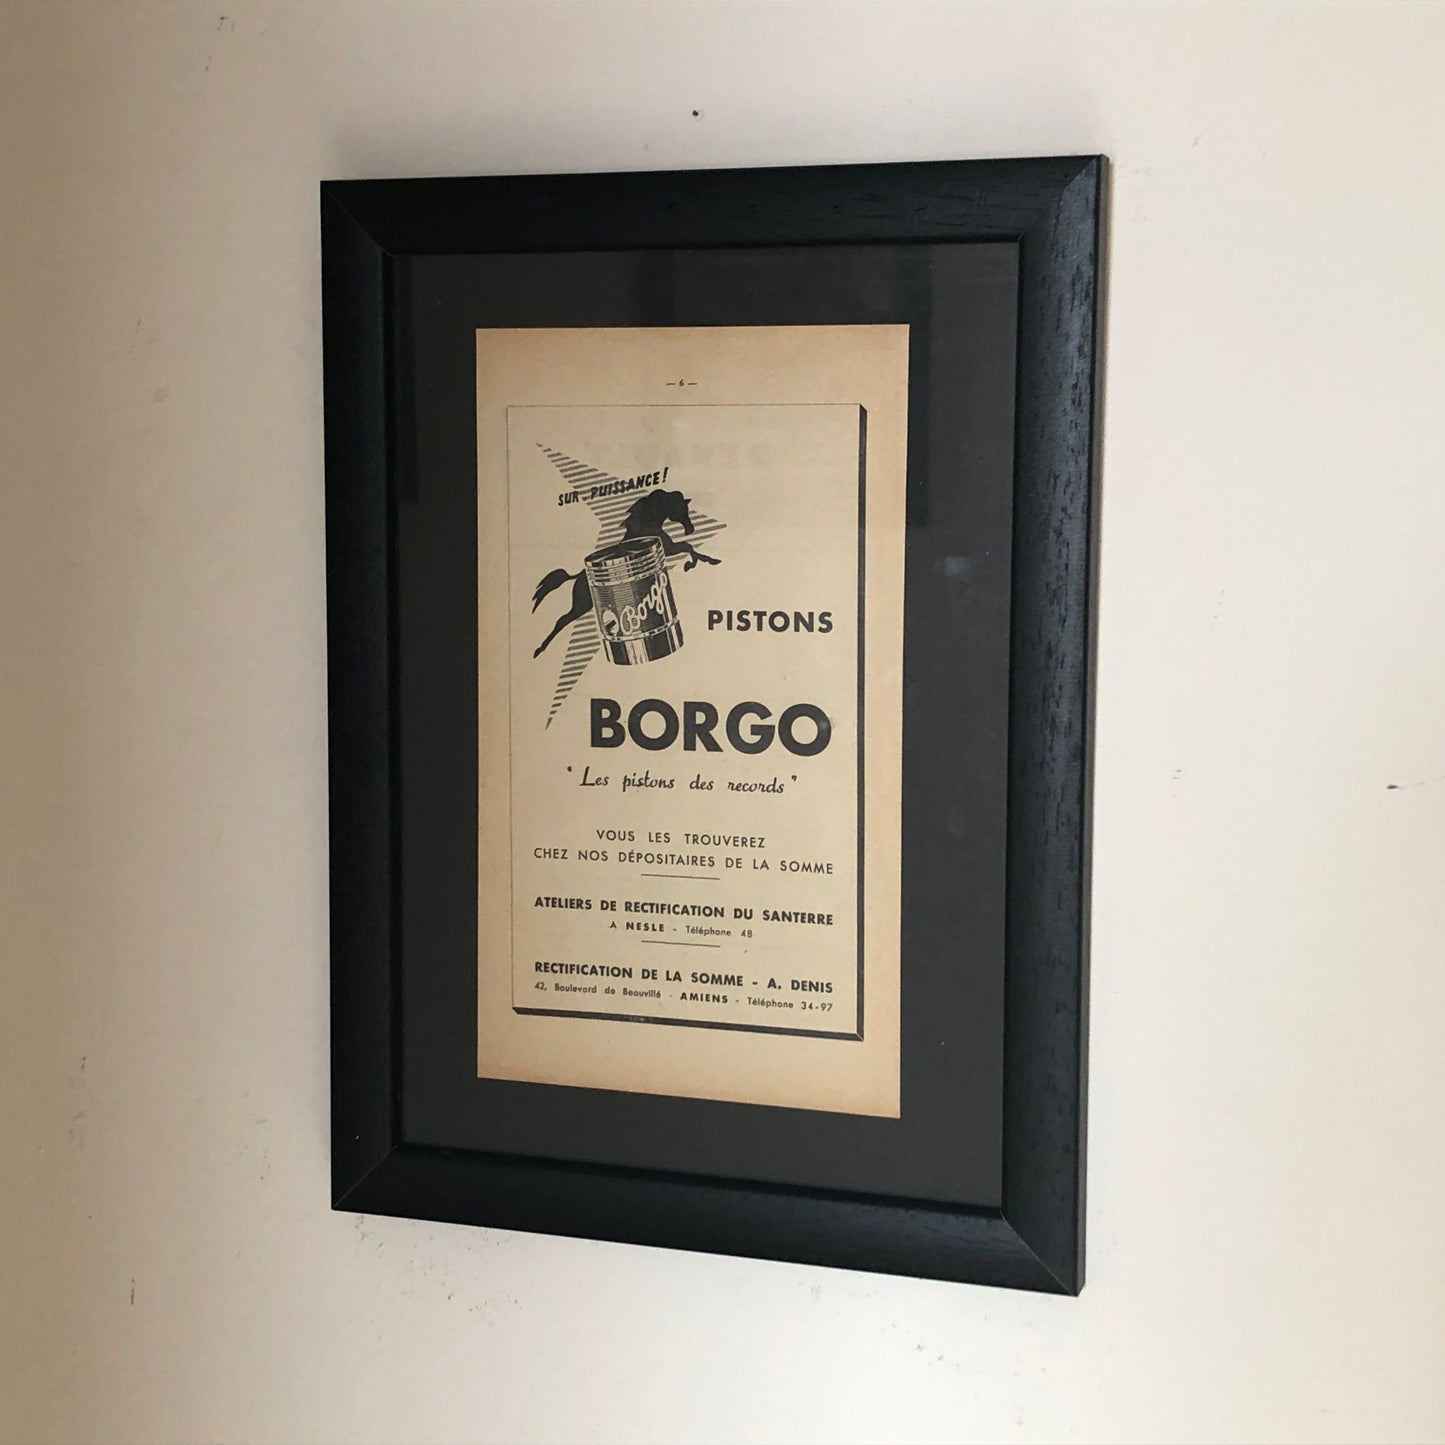 — 6 —
SUR-PUISSANCE!
Borgo
PISTONS
BORGO
"Les pistons des records"
VOUS LES TROUVEREZ
CHEZ NOS DÉPOSITAIRES DE LA SOMME
ATELIERS DE RECTIFICATION DU SANTERRE
A NESLE - Téléphone 48
RECTIFICATION DE LA SOMME - A. DENIS
42, Boulevard de Beauvillé - AMIENS - Téléphone 34-97